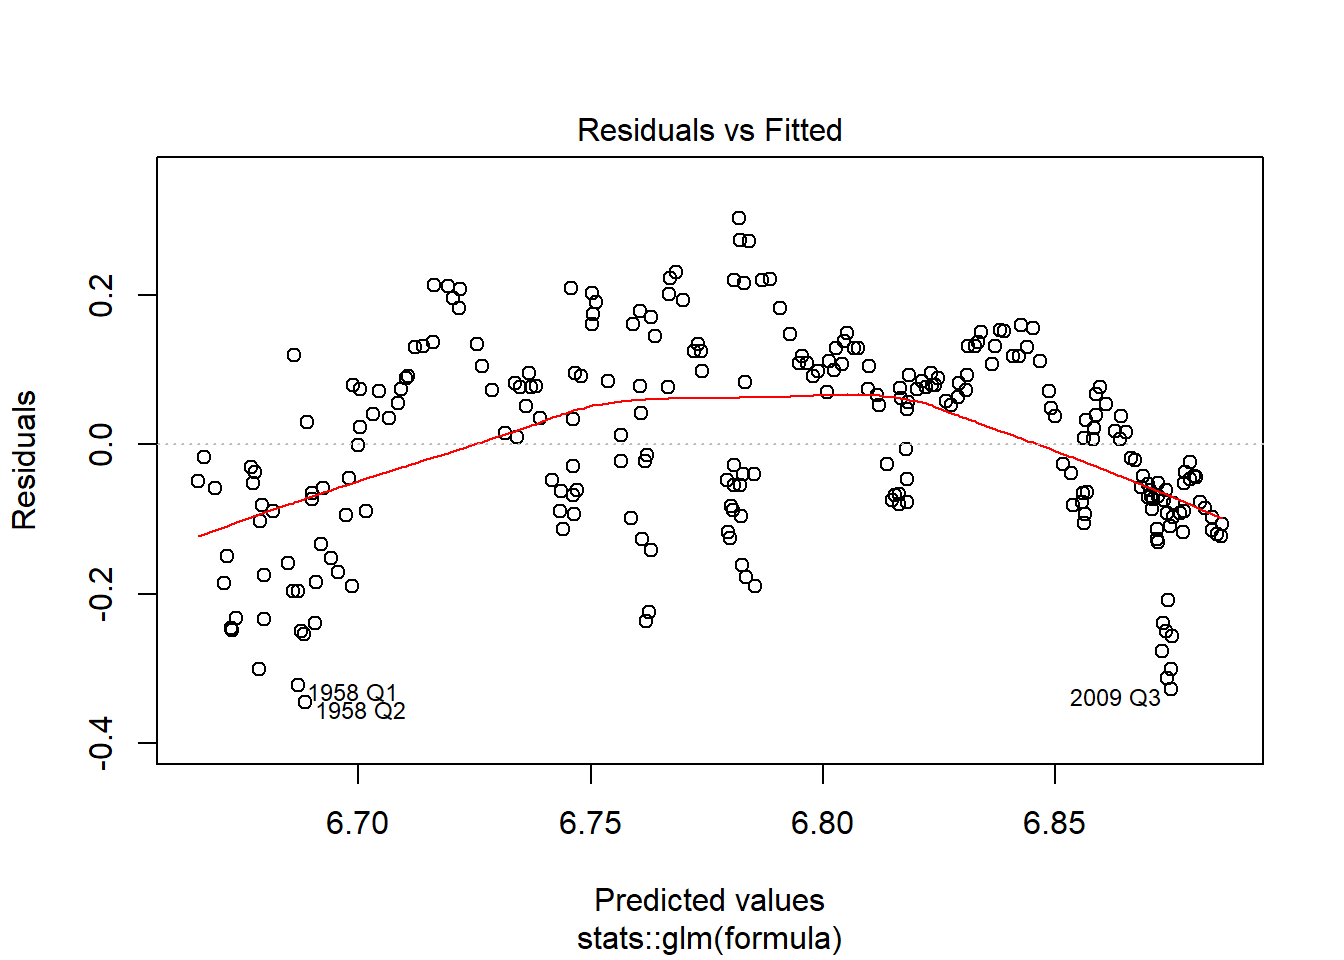 Residuals vs Fitted
Residuals
0.2
0.0
-0.2
-0.4
1958 Q1
1958 Q2
2009 Q3
6.70
6.75
6.80
6.85
Predicted values
stats::glm(formula)